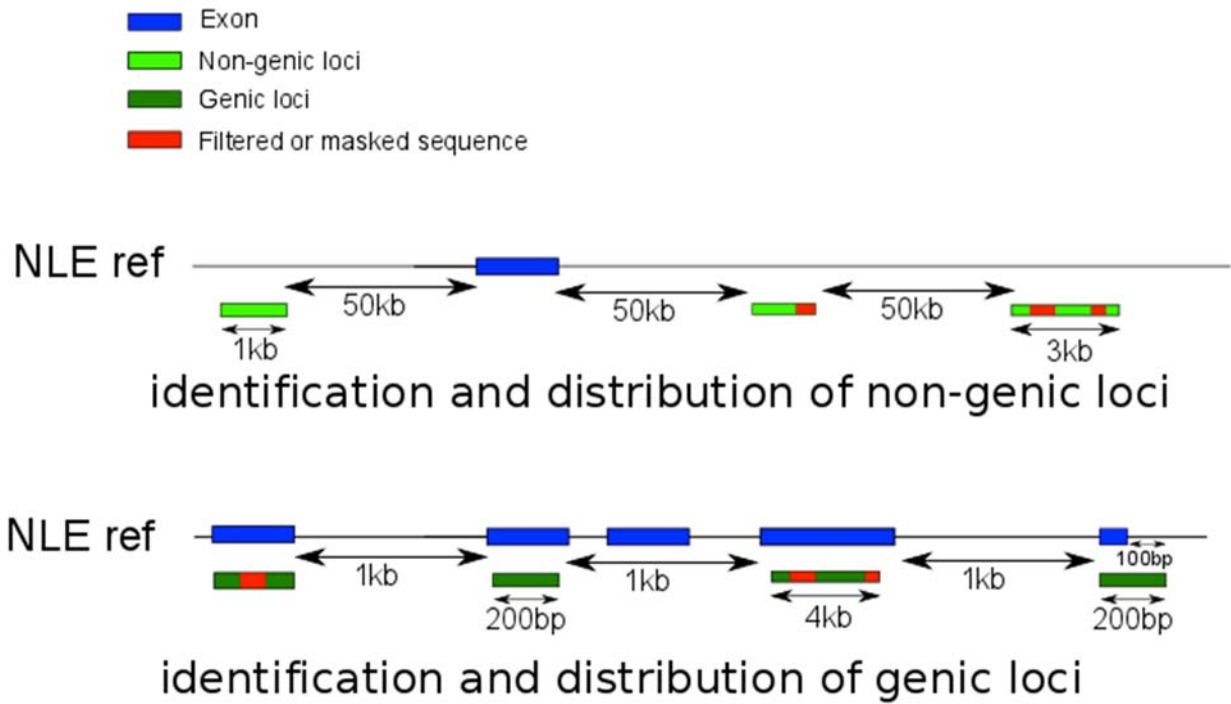 Exon
Non-genic loci
Genic loci
Filtered or masked sequence
NLE ref
50kb 50kb 50kb
1kb 3kb
identification and distribution of non-genic loci
NLE ref
100bp
1kb 1kb 1kb
200bp 4kb 200bp
identification and distribution of genic loci